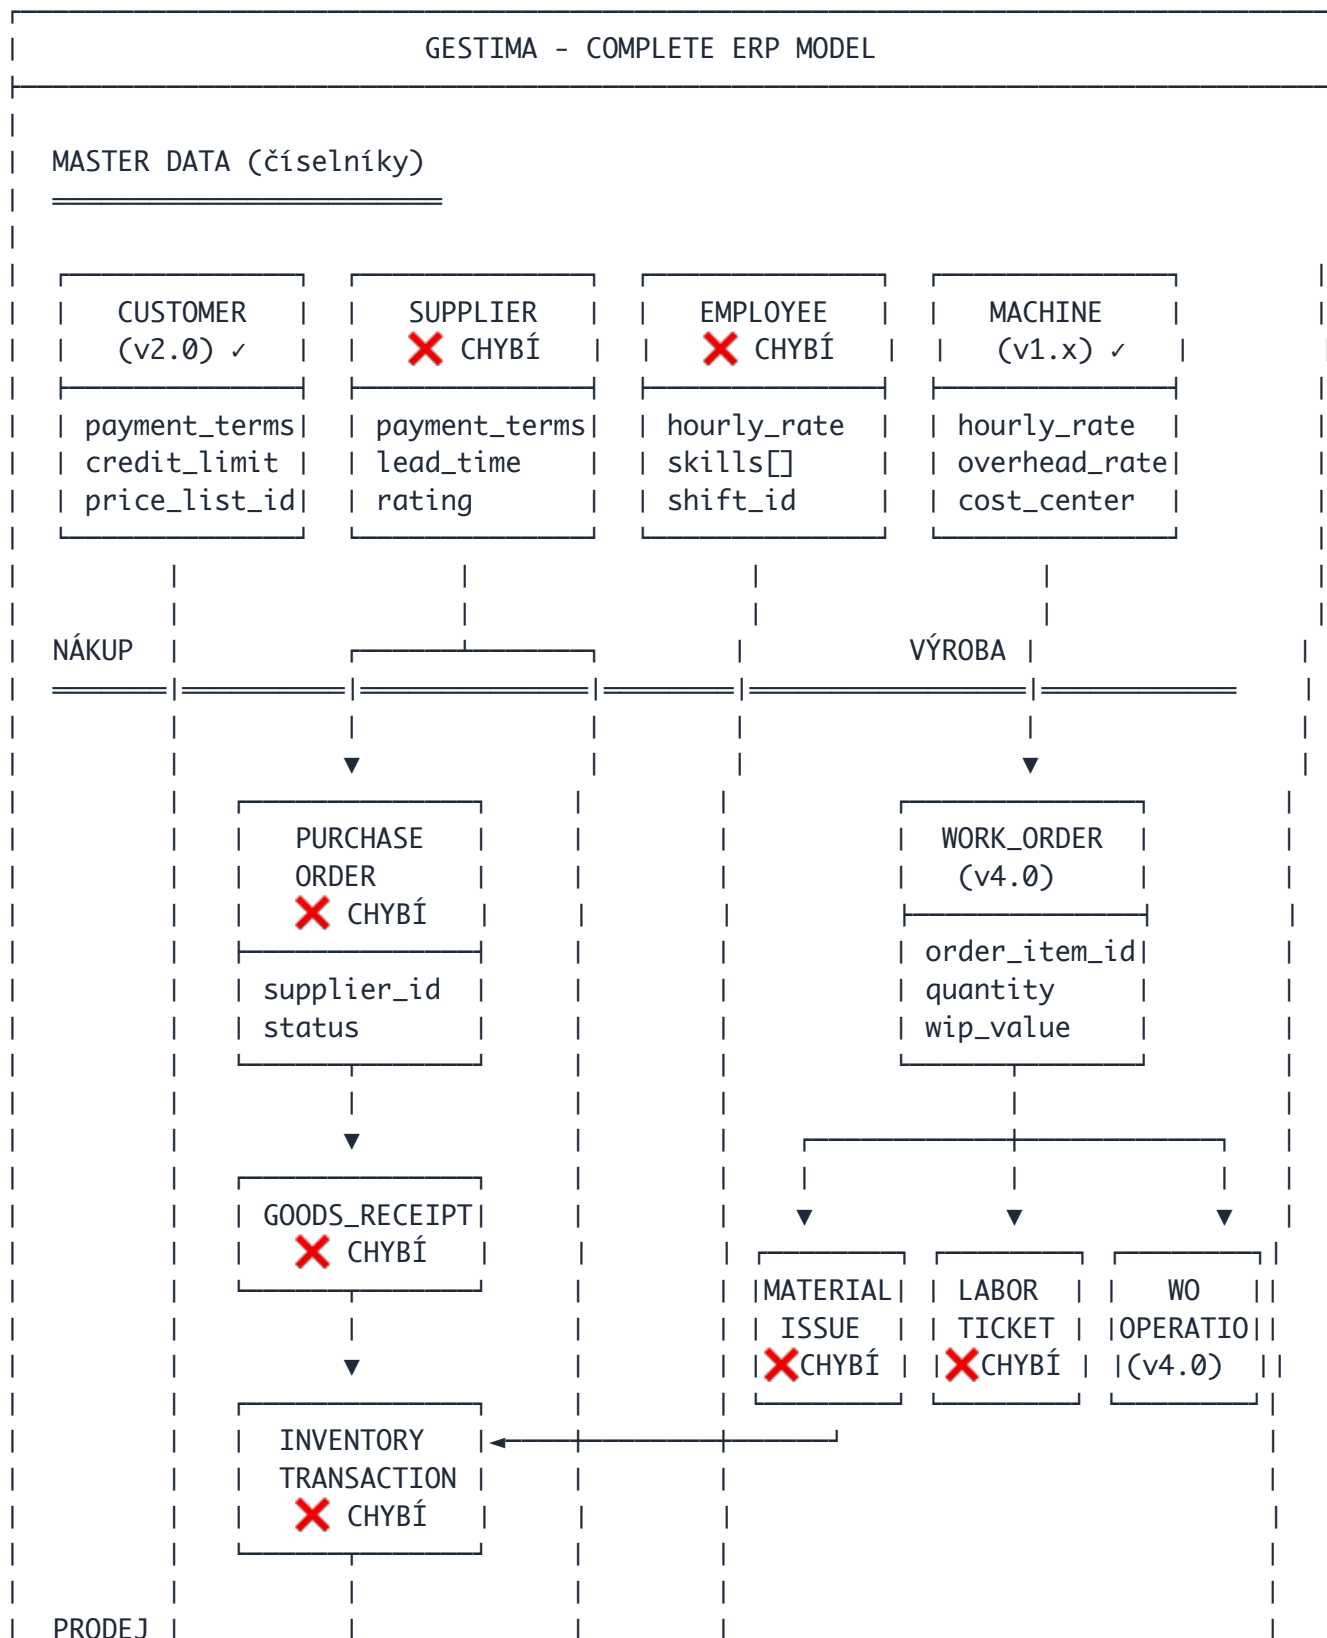 GESTIMA - COMPLETE ERP MODEL
MASTER DATA (číselníky)
CUSTOMER SUPPLIER EMPLOYEE MACHINE
(v2.0) ✓ ❌ CHYBÍ ❌ CHYBÍ (v1.x) ✓
payment_terms payment_terms hourly_rate hourly_rate
credit_limit lead_time skills[] overhead_rate
price_list_id rating shift_id cost_center
NÁKUP VÝROBA
PURCHASE WORK_ORDER
ORDER (v4.0)
❌ CHYBÍ
order_item_id
supplier_id quantity
status wip_value
GOODS_RECEIPT
❌ CHYBÍ
MATERIAL LABOR WO
ISSUE TICKET OPERATIO
❌CHYBÍ ❌CHYBÍ (v4.0)
INVENTORY
TRANSACTION
❌ CHYBÍ
PRODEJ